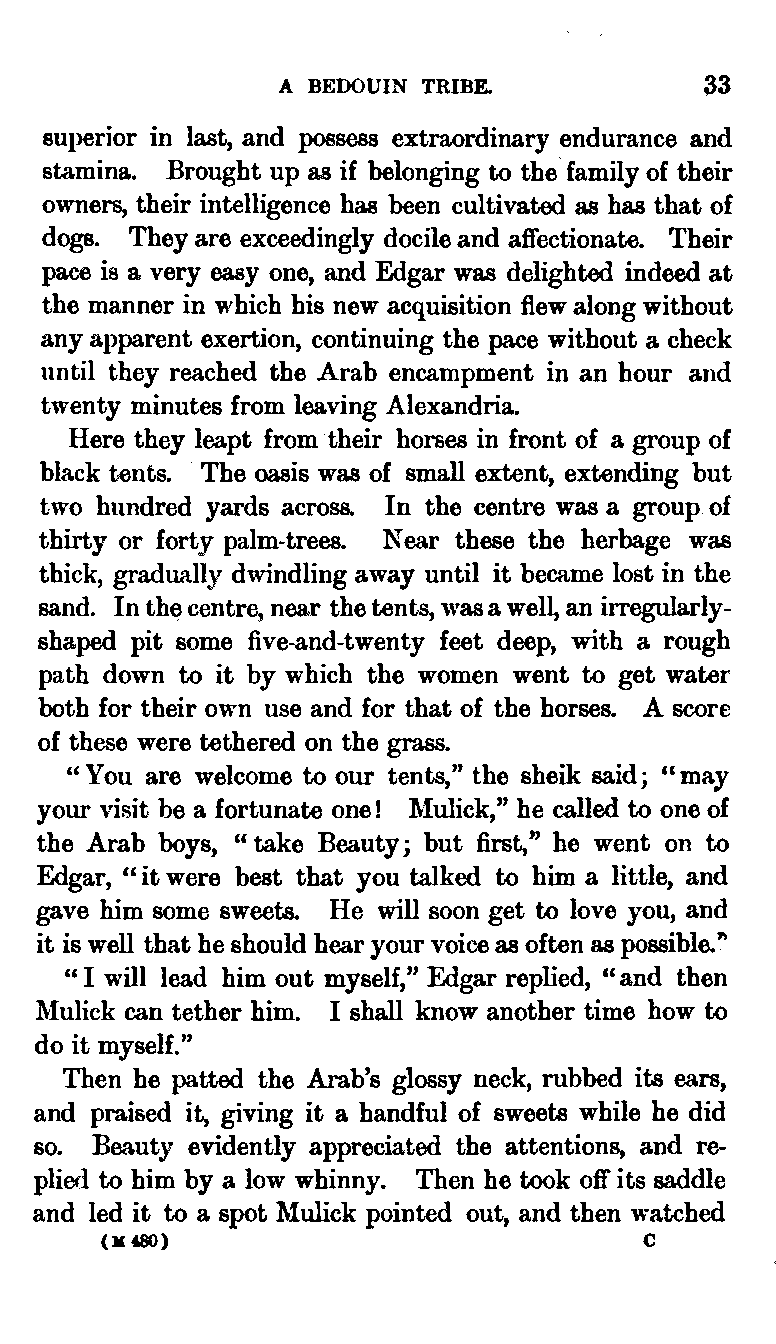 A BEDOUIN TRIBE. 33
superior in last, and possess extraordinary endurance and
stamina. Brought up as if belonging to the family of their
owners, their intelligence has been cultivated as has that of
dogs. They are exceedingly docile and affectionate. Their
pace is a very easy one, and Edgar was delighted indeed at
the manner in which his new acquisition flew along without
any apparent exertion, continuing the pace without a check
until they reached the Arab encampment in an hour and
twenty minutes from leaving Alexandria.
Here they leapt from their horses in front of a group of
black tents. The oasis was of small extent, extending but
two hundred yards across. In the centre was a group of
thirty or forty palm-trees. Near these the herbage was
thick, gradually dwindling away until it became lost in the
sand. In the centre, near the tents, was a well, an irregularly-
shaped pit some five-and-twenty feet deep, with a rough
path down to it by which the women went to get water
both for their own use and for that of the horses. A score
of these were tethered on the grass.
"You are welcome to our tents," the sheik said; "may
your visit be a fortunate one! Mulick," he called to one of
the Arab boys, "take Beauty; but first," he went on to
Edgar, "it were best that you talked to him a little, and
gave him some sweets. He will soon get to love you, and
it is well that he should hear your voice as often as possible."
"I will lead him out myself," Edgar replied, "and then
Mulick can tether him. I shall know another time how to
do it myself."
Then he patted the Arab's glossy neck, rubbed its ears,
and praised it, giving it a handful of sweets while he did
so. Beauty evidently appreciated the attentions, and re-
plied to him by a low whinny. Then he took off its saddle
and led it to a spot Mulick pointed out, and then watched
(M 480) C